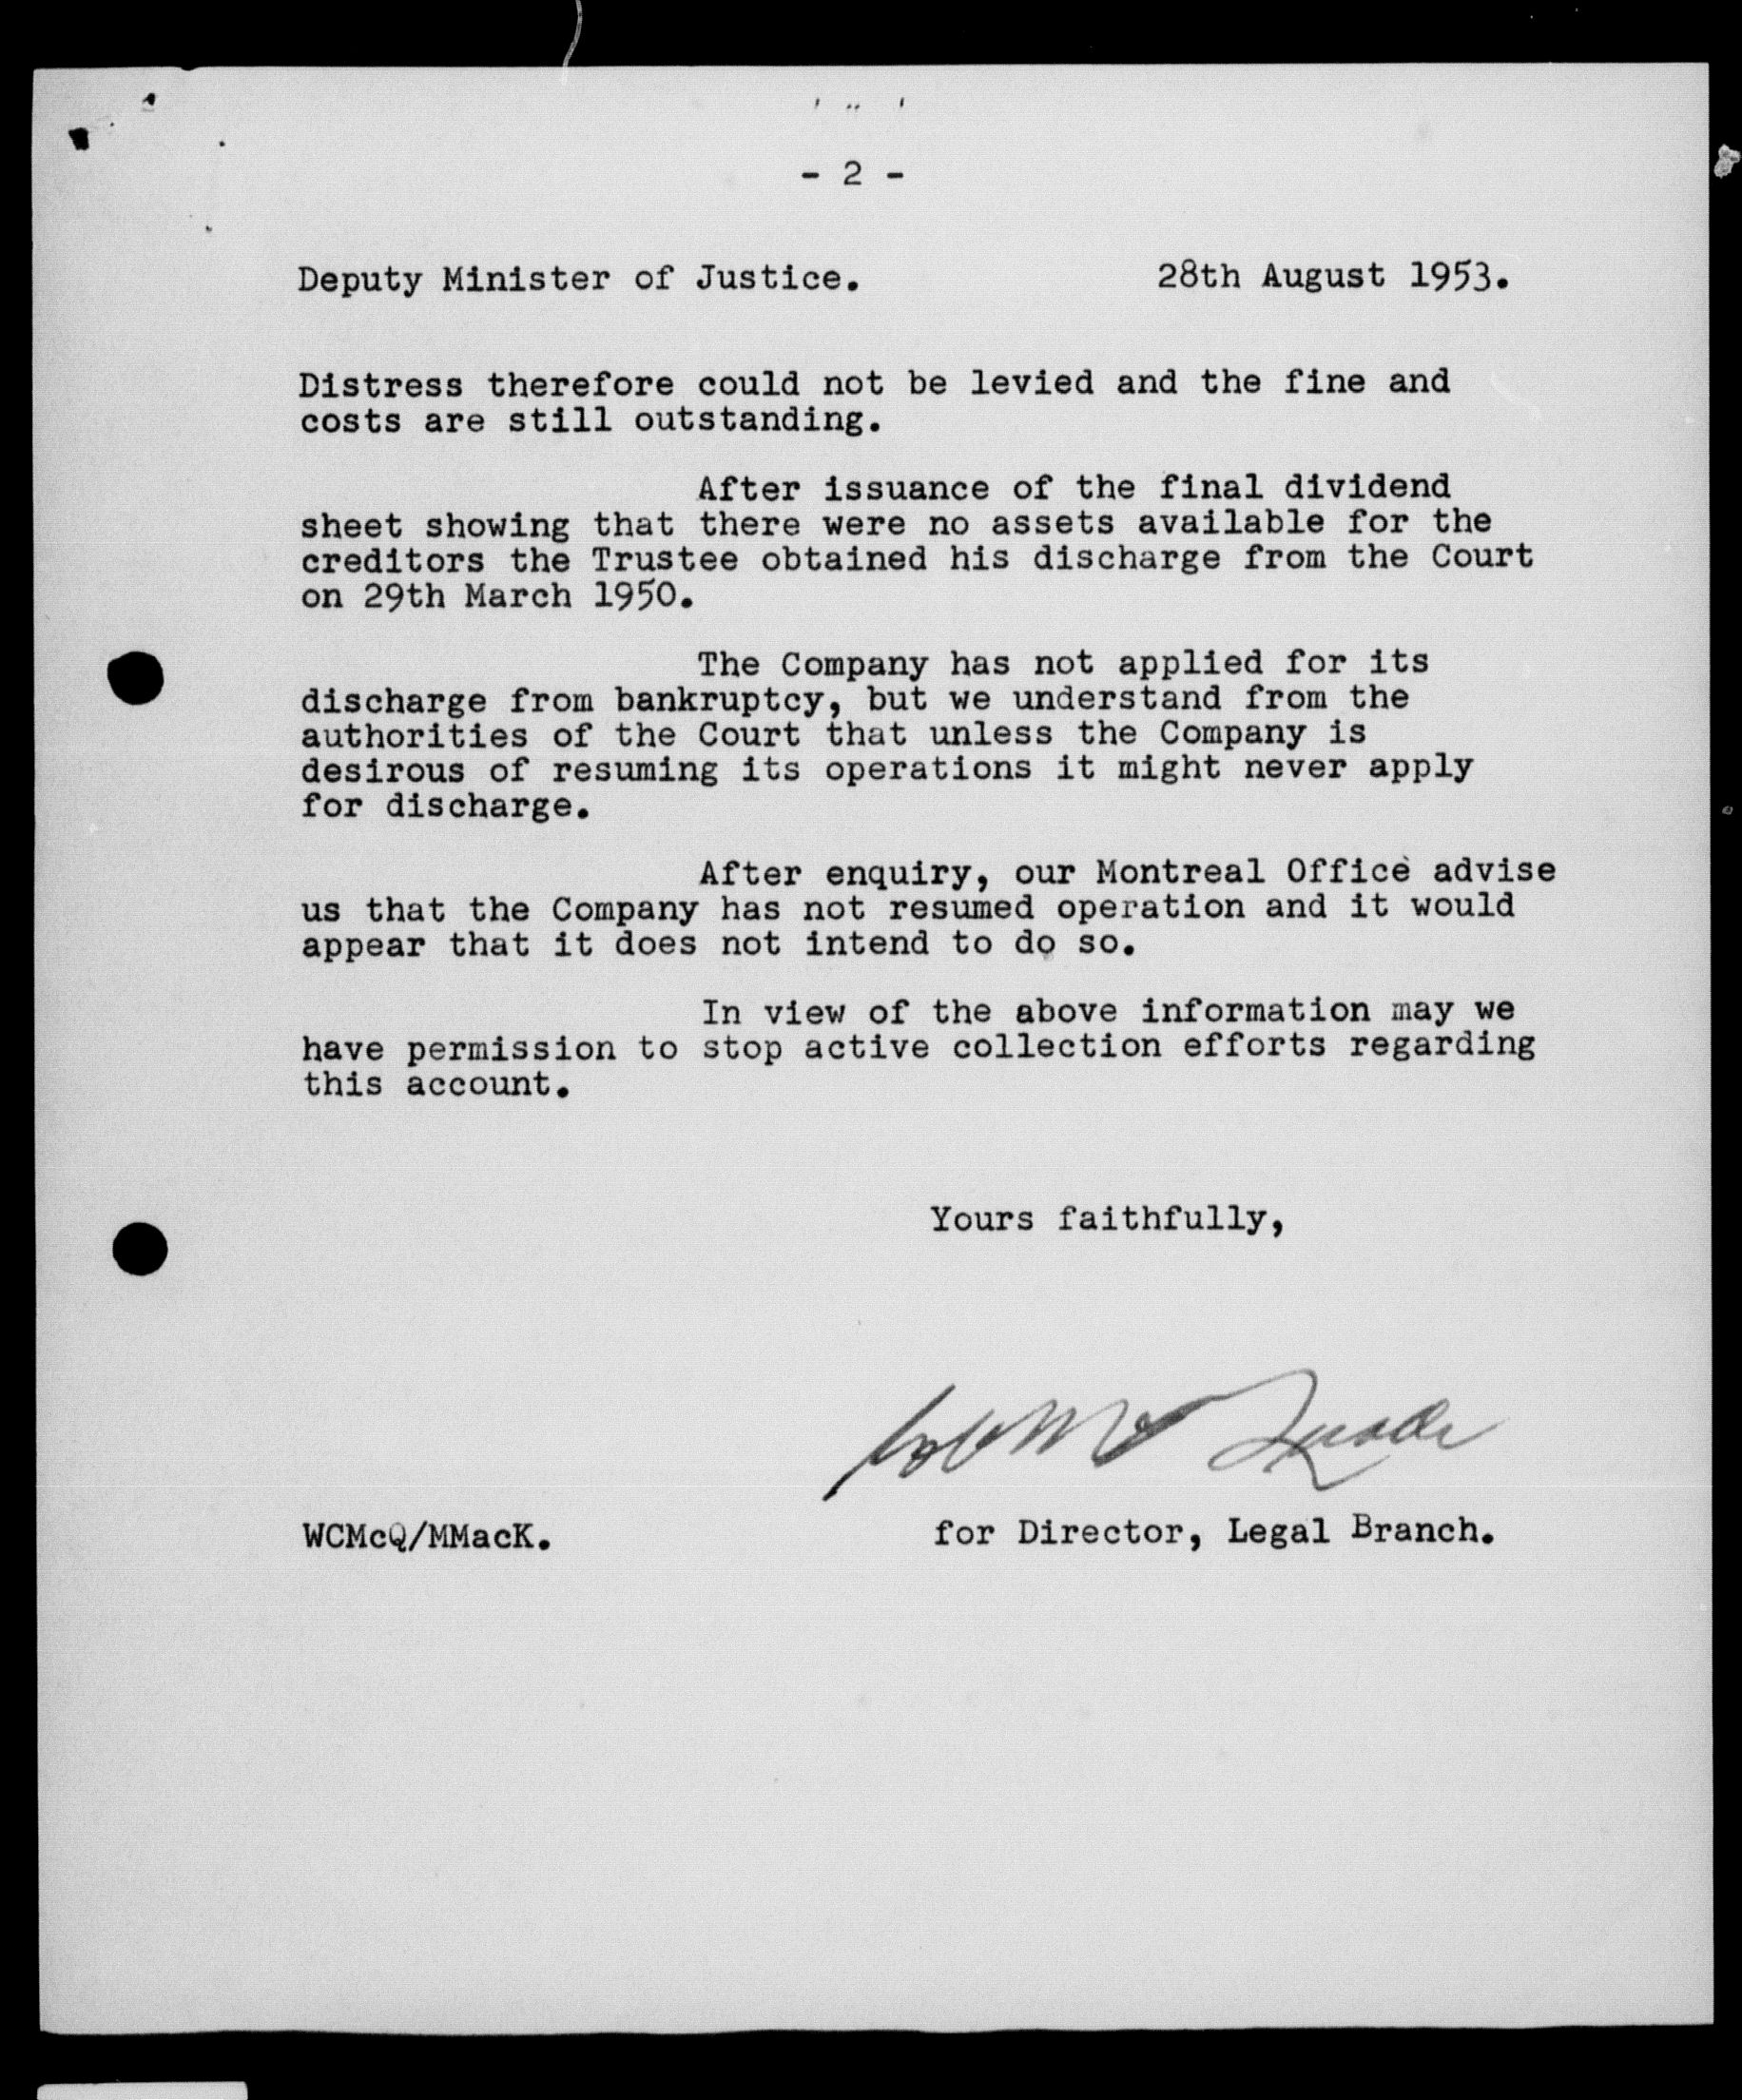 - 2 -
Deputy Minister of Justice. 28th August 1953.
Distress therefore could not be levied and the fine and
costs are still outstanding.
After issuance of the final dividend
sheet showing that there were no assets available for the
creditors the Trustee obtained his discharge from the Court
on 29th March 1950.
The Company has not applied for its
discharge from bankruptcy, but we understand from the
authorities of the Court that unless the Company is
desirous of resuming its operations it might never apply
for discharge.
After enquiry, our Montreal Office advise
us that the Company has not resumed operation and it would
appear that it does not intend to do so.
In view of the above information may we
have permission to stop active collection efforts regarding
this account.
Yours faithfully,
WCMcQ/MMacK. for Director, Legal Branch.